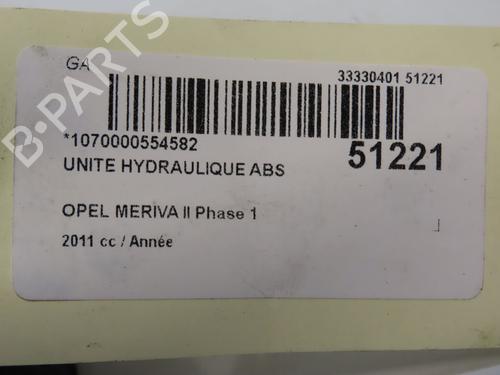 GA
33330401 51221
*1070000554582
51221
UNITE HYDRAULIQUE ABS
OPEL MERIVA II Phase 1
2011 cc / Année
B-PARTS